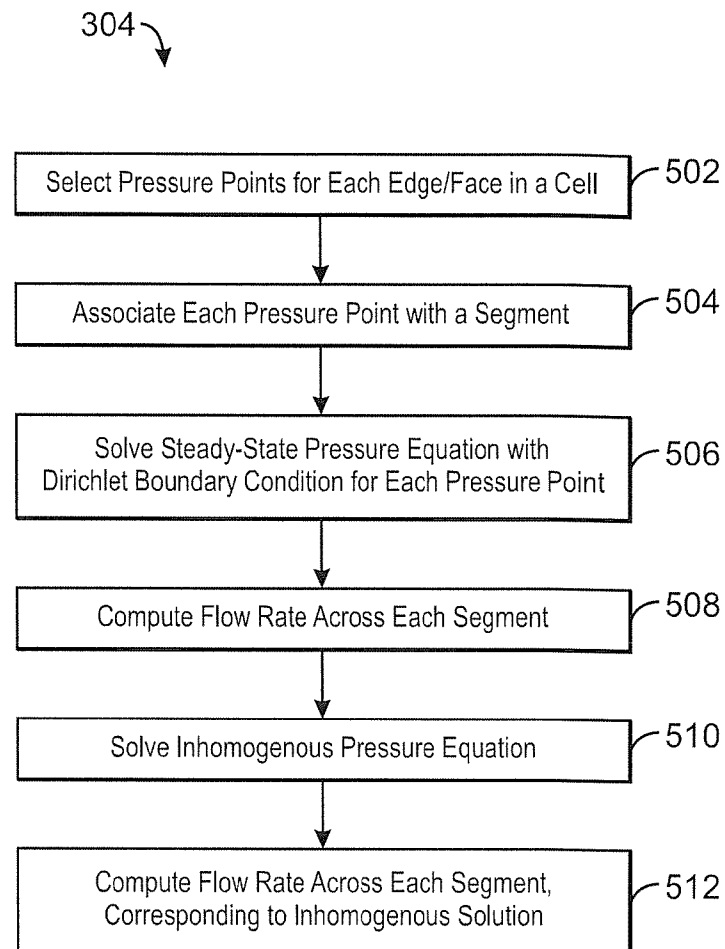 304
Select Pressure Points for Each Edge/Face in a Cell
502
Associate Each Pressure Point with a Segment
504
Solve Steady-State Pressure Equation with
Dirichlet Boundary Condition for Each Pressure Point
506
Compute Flow Rate Across Each Segment
508
Solve Inhomogenous Pressure Equation
510
Compute Flow Rate Across Each Segment,
Corresponding to Inhomogenous Solution
512